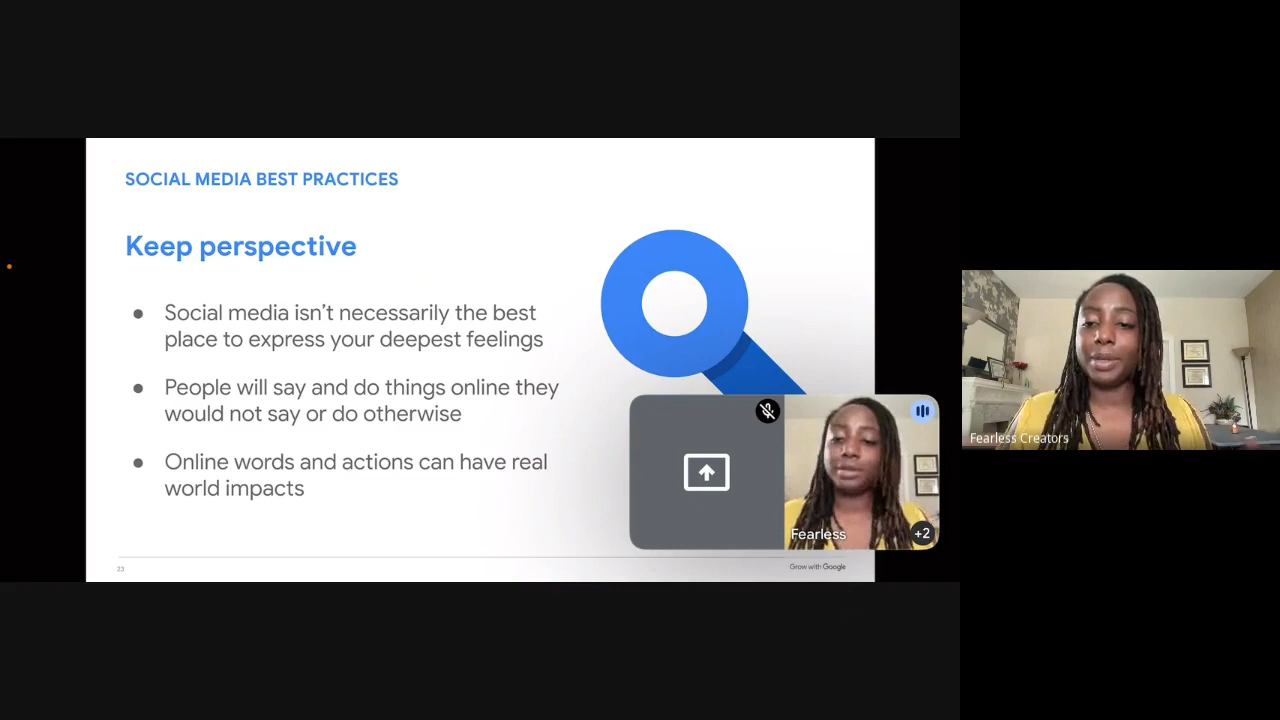 SOCIAL MEDIA BEST PRACTICES
Keep perspective
● Social media isn't necessarily the best
place to express your deepest feelings
● People will say and do things online they
would not say or do otherwise
● Online words and actions can have real
world impacts
Fearless
+2
23
Grow with Google
Fearless Creators